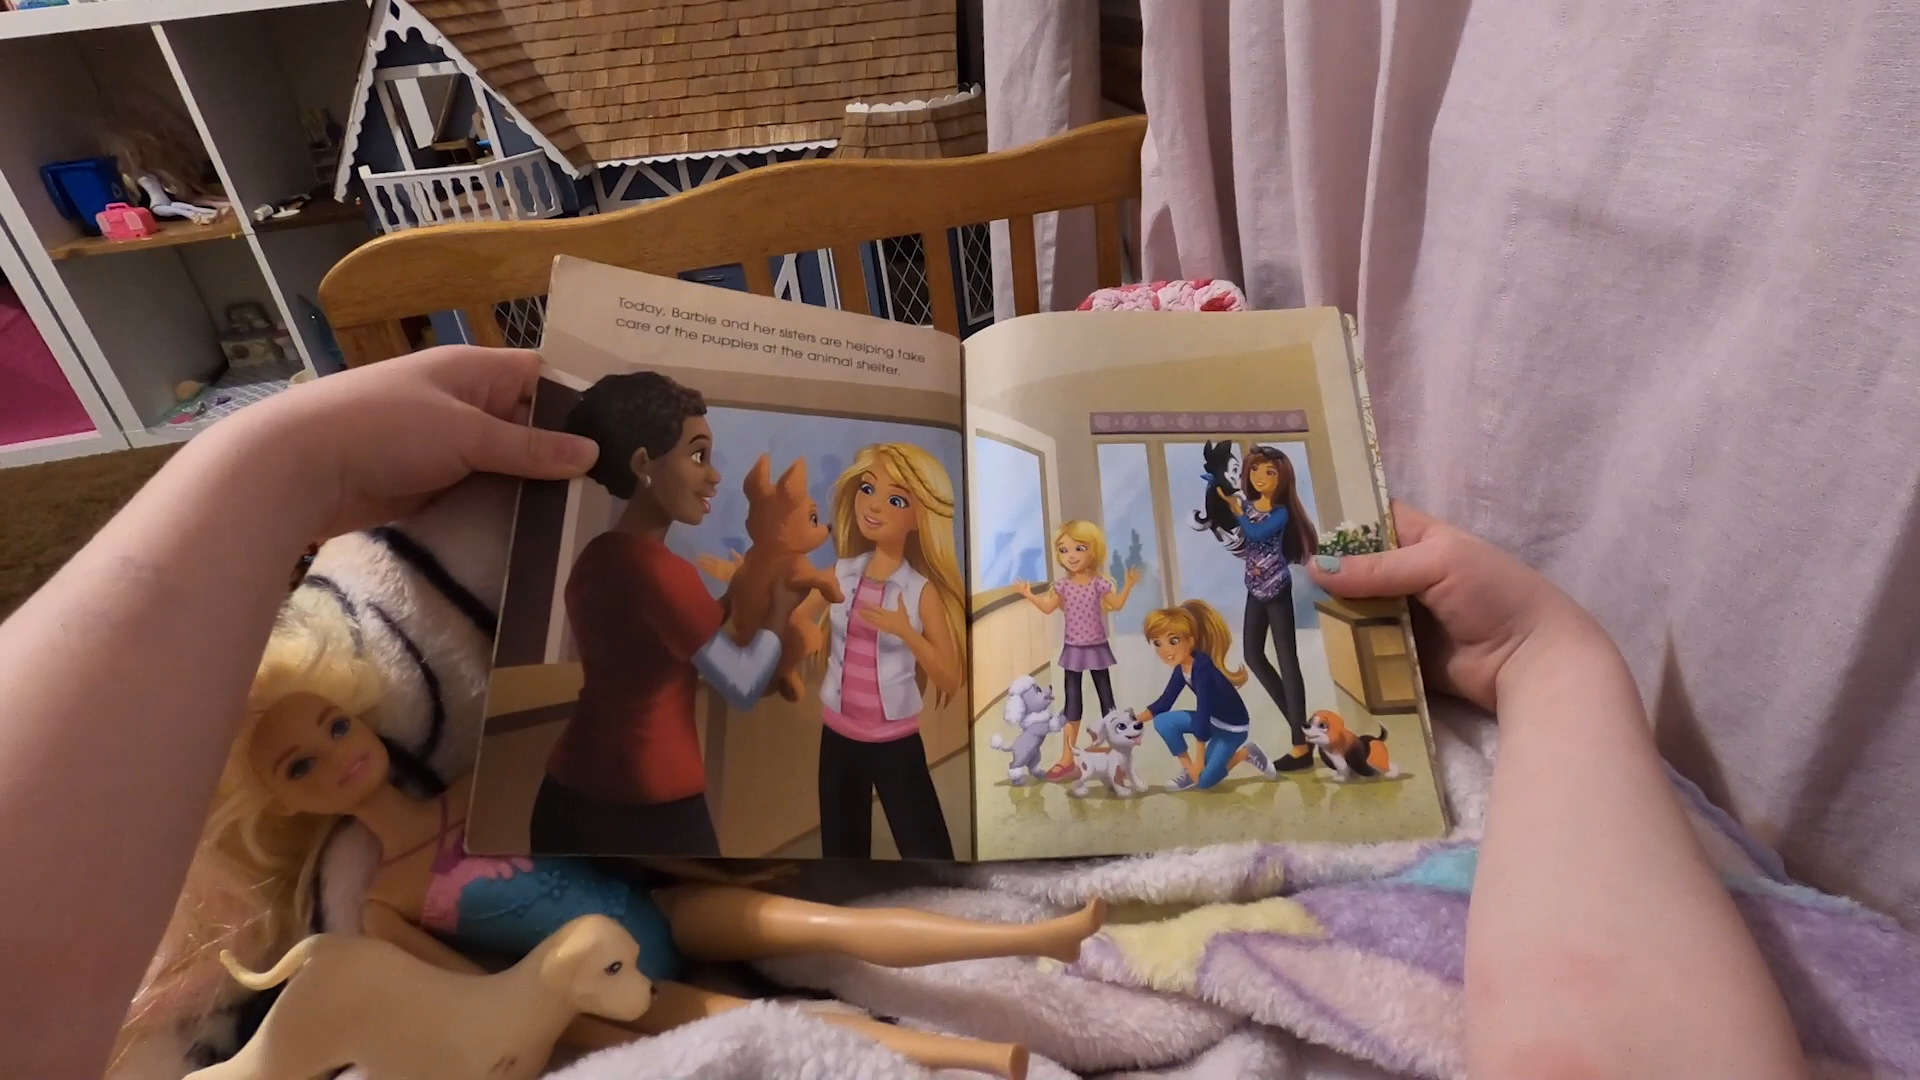 Today, Barbie and her sisters are helping take
care of the puppies at the animal shelter.